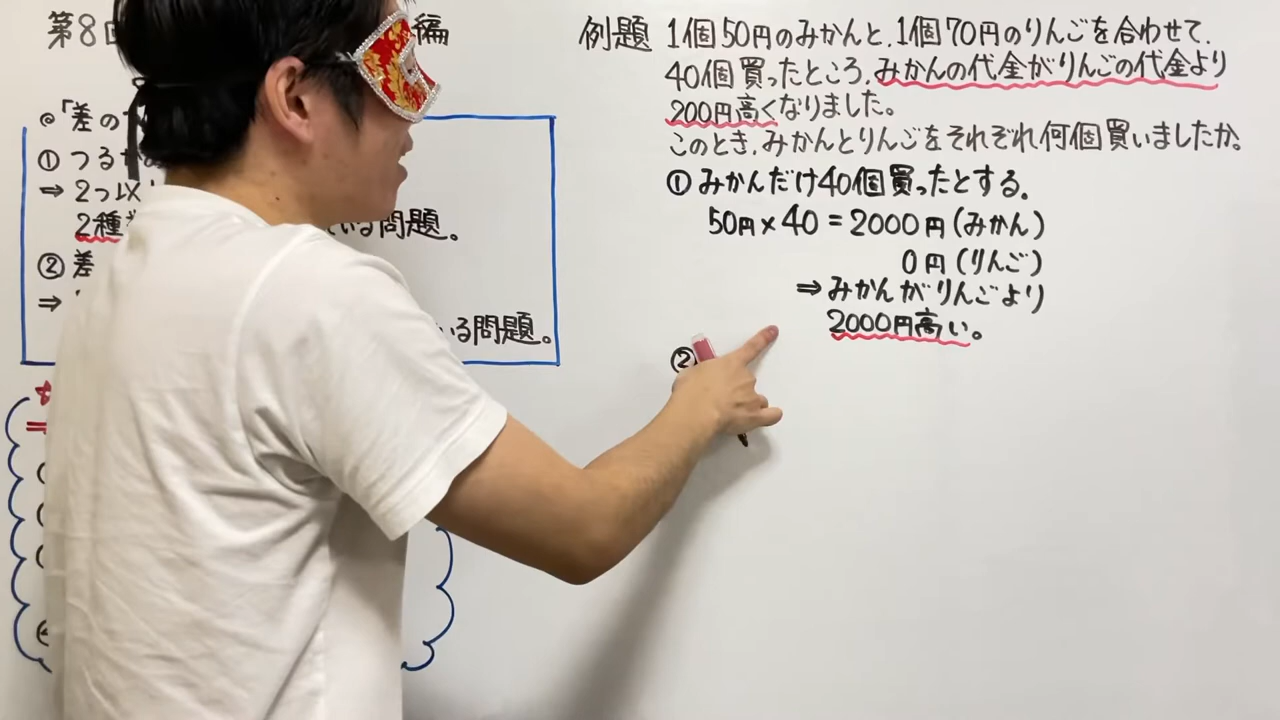 第8回
編
◎「差の
① つるか
⇒ 2つ以
2種
いる問題。
② 差
⇒
いる問題。
例題 1個50円のみかんと、1個70円のりんごを合わせて、
40個買ったところ、みかんの代金がりんごの代金より
200円高くなりました。
このとき、みかんとりんごをそれぞれ何個買いましたか。
① みかんだけ40個買ったとする。
50円×40=2000円(みかん)
0円(りんご)
⇒ みかんがりんごより
2000円高い。
②